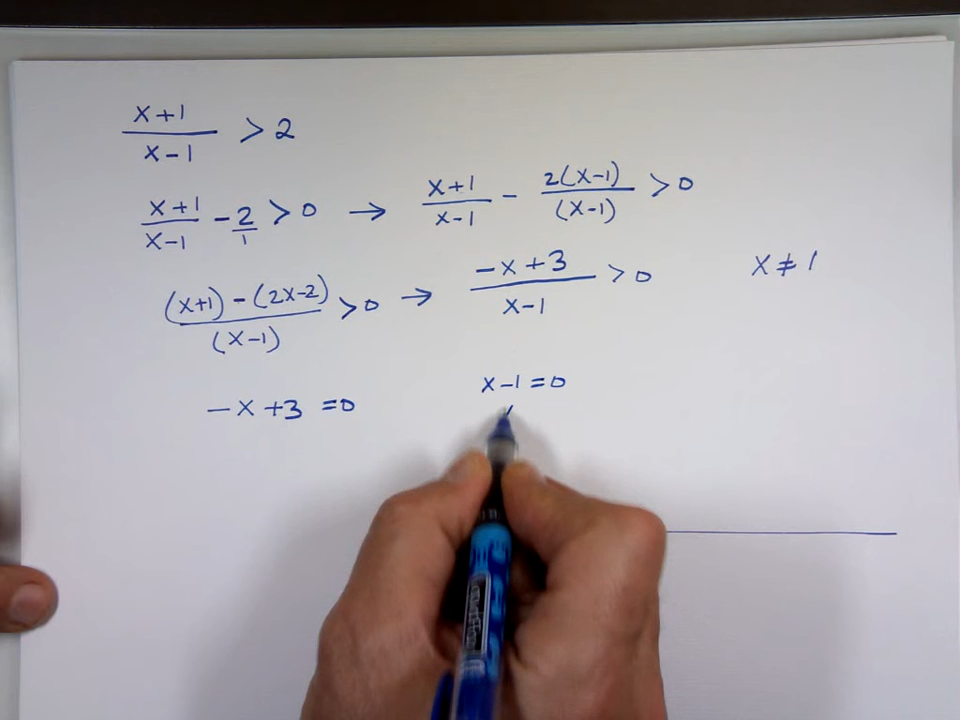 x+1/x-1 > 2
x+1/x-1 - 2/1 > 0 → x+1/x-1 - 2(x-1)/(x-1) > 0
(x+1) - (2x-2)/(x-1) > 0 → -x+3/x-1 > 0 x ≠ 1
-x+3 = 0 x-1 = 0